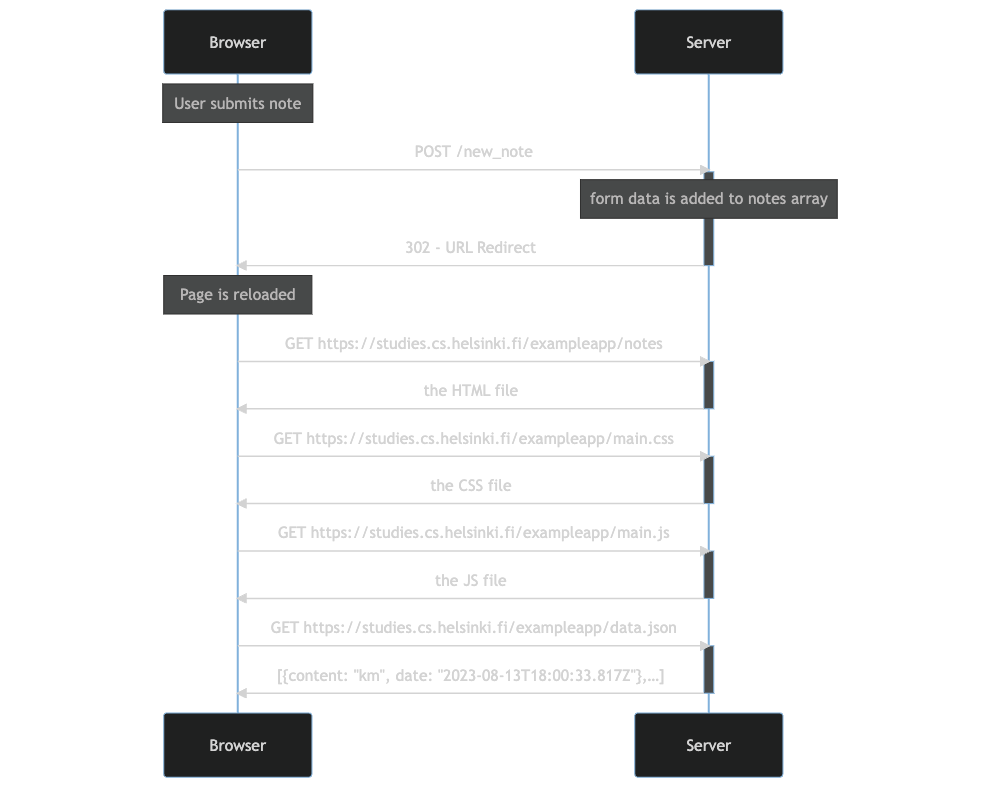 Browser
Server
User submits note
POST /new_note
form data is added to notes array
302 - URL Redirect
Page is reloaded
GET https://studies.cs.helsinki.fi/exampleapp/notes
the HTML file
GET https://studies.cs.helsinki.fi/exampleapp/main.css
the CSS file
GET https://studies.cs.helsinki.fi/exampleapp/main.js
the JS file
GET https://studies.cs.helsinki.fi/exampleapp/data.json
[{content: "km", date: "2023-08-13T18:00:33.817Z"},...]
Browser
Server